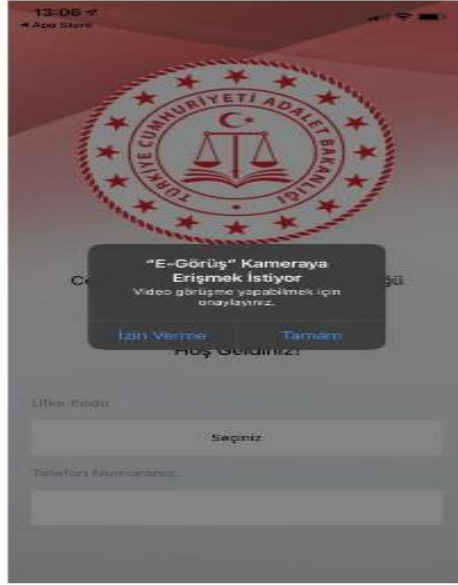 13:06
App Store
TÜRKİYE CUMHURİYETİ ADALET BAKANLIĞI
"E-Görüş" Kameraya
Erişmek İstiyor
Video görüşme yapabilmek için
onaylayınız.
İzin Verme
Tamam
Hoş Geldiniz!
Ülke Kodu
Seçiniz
Telefon Numaranız